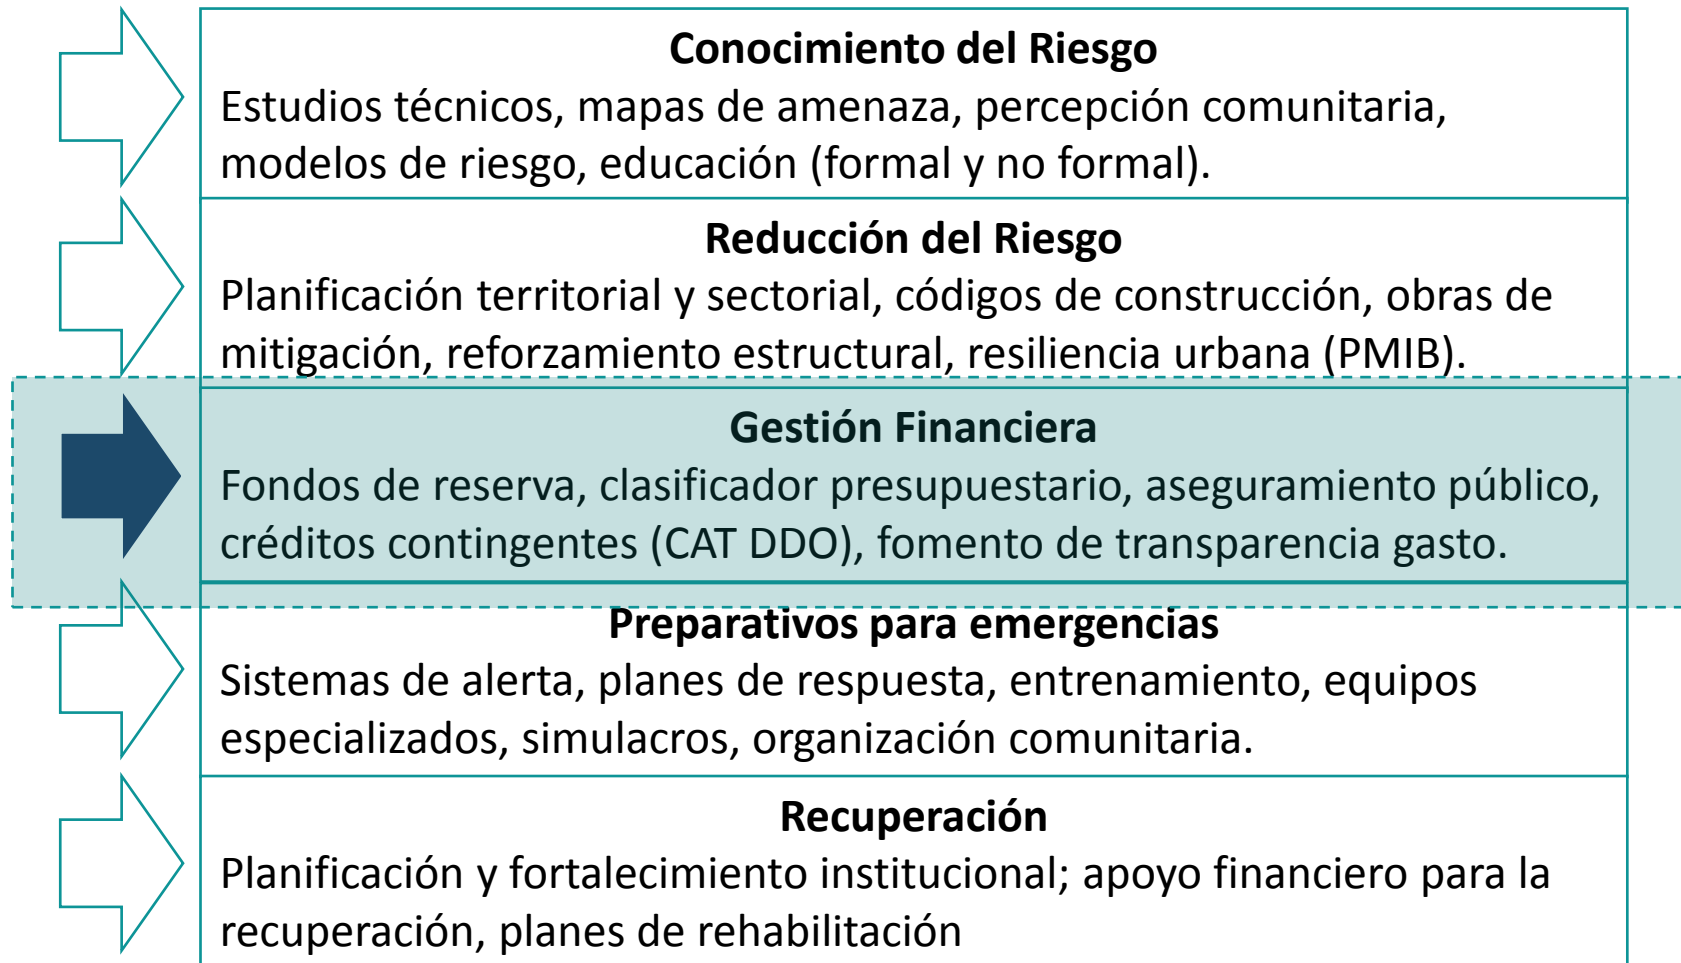 Conocimiento del Riesgo
Estudios técnicos, mapas de amenaza, percepción comunitaria,
modelos de riesgo, educación (formal y no formal).
Reducción del Riesgo
Planificación territorial y sectorial, códigos de construcción, obras de
mitigación, reforzamiento estructural, resiliencia urbana (PMIB).
Gestión Financiera
Fondos de reserva, clasificador presupuestario, aseguramiento público,
créditos contingentes (CAT DDO), fomento de transparencia gasto.
Preparativos para emergencias
Sistemas de alerta, planes de respuesta, entrenamiento, equipos
especializados, simulacros, organización comunitaria.
Recuperación
Planificación y fortalecimiento institucional; apoyo financiero para la
recuperación, planes de rehabilitación